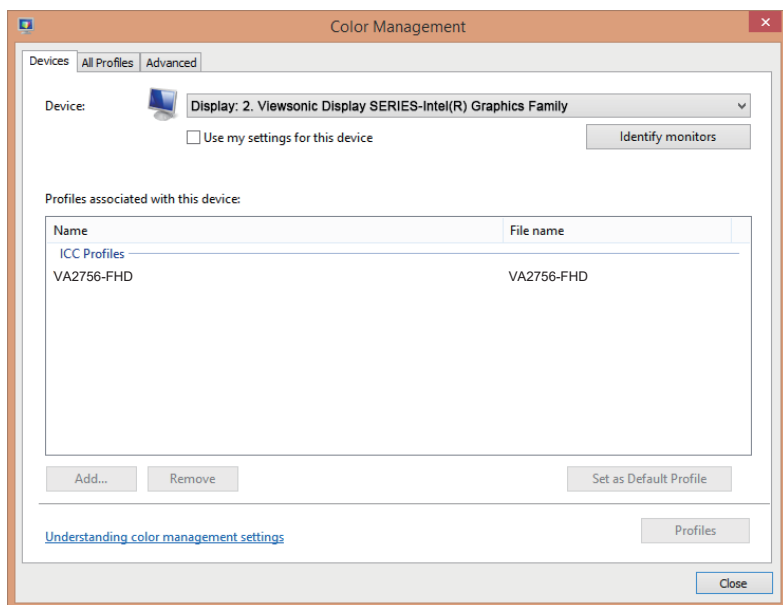 Color Management
Devices All Profiles Advanced
Device: Display: 2. Viewsonic Display SERIES-Intel(R) Graphics Family
Use my settings for this device Identify monitors
Profiles associated with this device:
Name File name
ICC Profiles
VA2756-FHD VA2756-FHD
Add... Remove Set as Default Profile
Understanding color management settings Profiles
Close